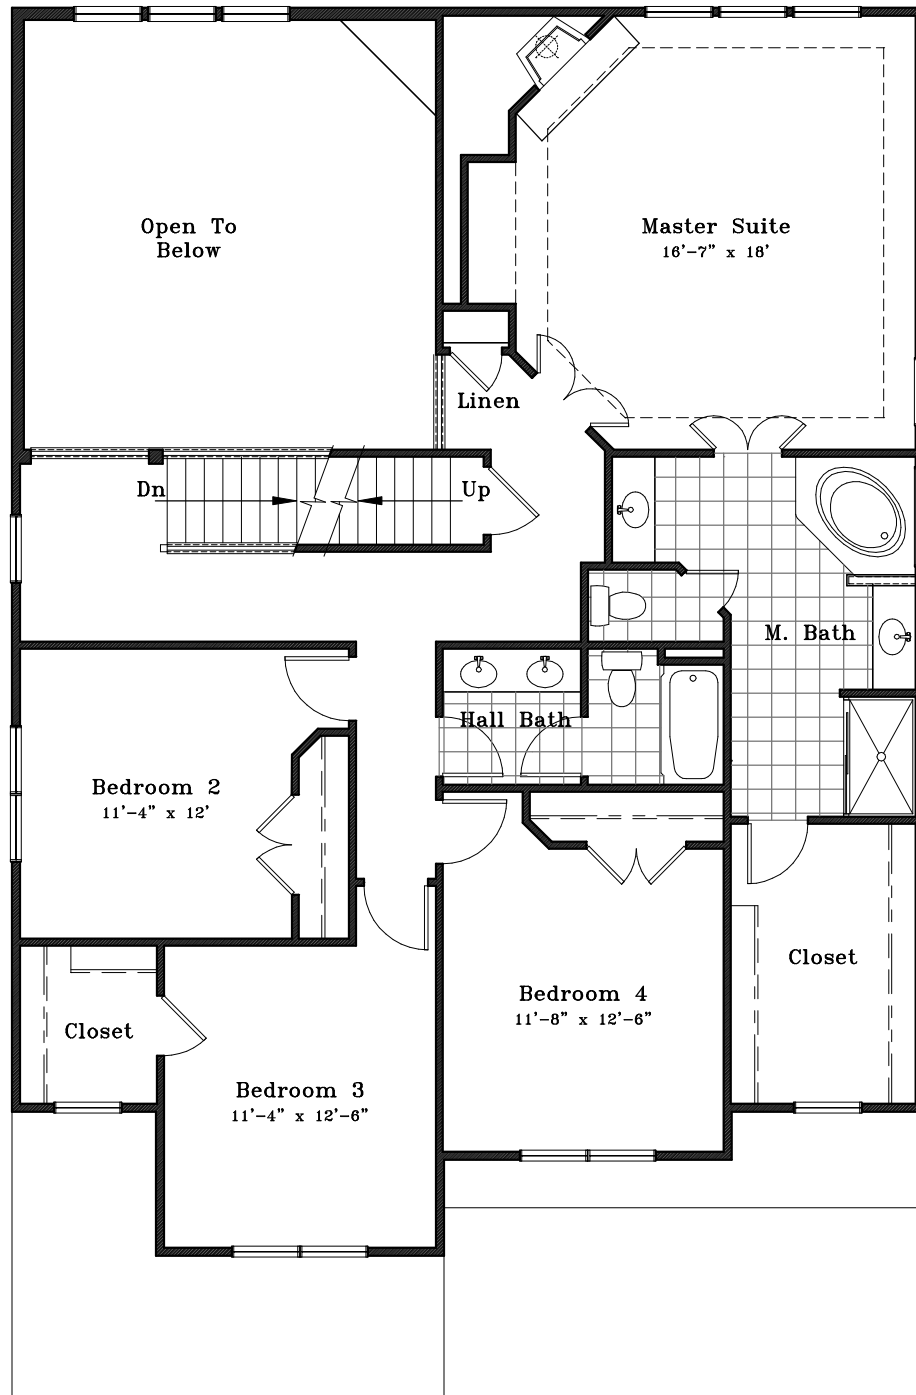 Open To
Below
Master Suite
16'-7" x 18'
Linen
Dn
Up
M. Bath
Hall Bath
Bedroom 2
11'-4" x 12'
Closet
Bedroom 4
11'-8" x 12'-6"
Closet
Bedroom 3
11'-4" x 12'-6"